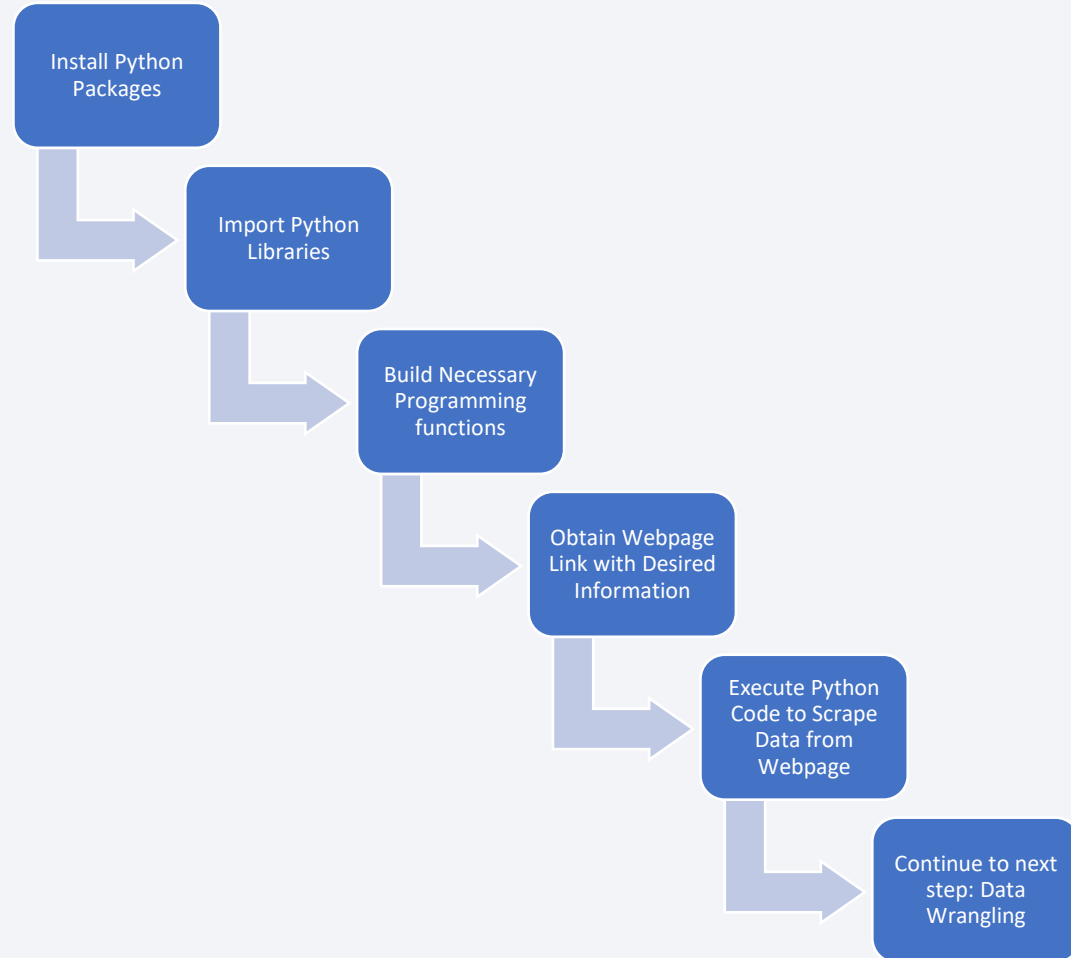 Install Python
Packages
Import Python
Libraries
Build Necessary
Programming
functions
Obtain Webpage
Link with Desired
Information
Execute Python
Code to Scrape
Data from
Webpage
Continue to next
step: Data
Wrangling